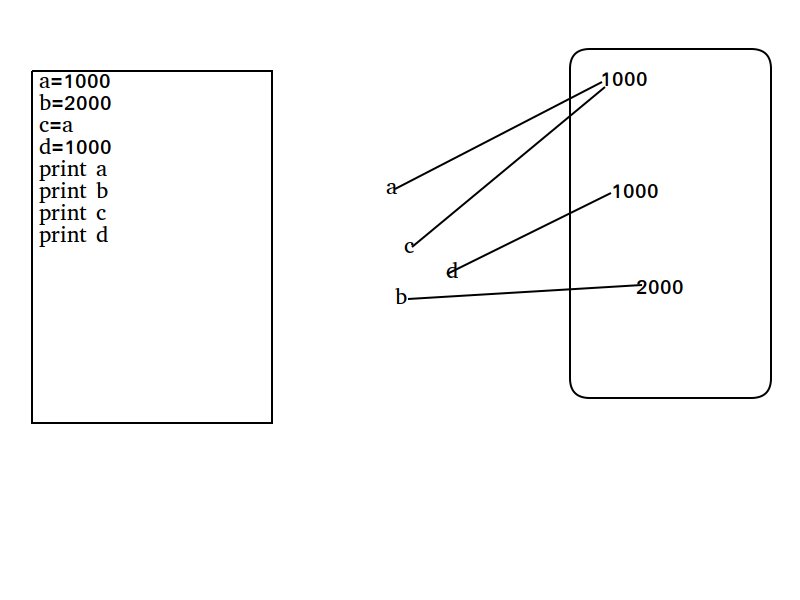 a=1000
b=2000
c=a
d=1000
print a
print b
print c
print d
1000
a
1000
c
d
b
2000